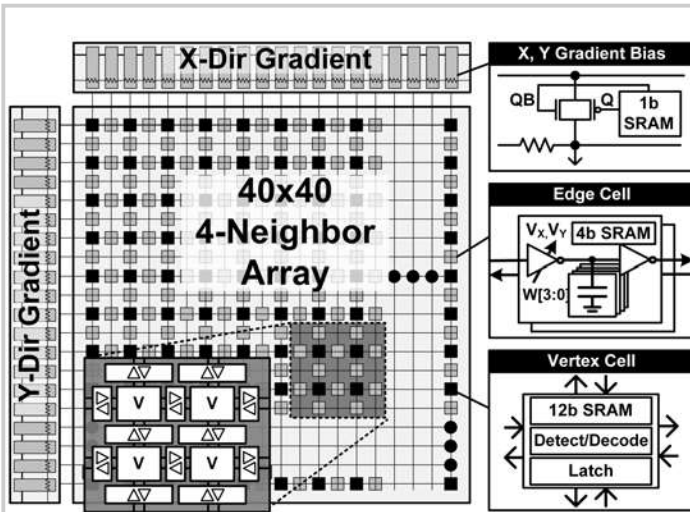 X-Dir Gradient
Y-Dir Gradient
40x40
4-Neighbor
Array
V
V
V
V
X, Y Gradient Bias
QB
Q
1b
SRAM
Edge Cell
VX,VY
4b SRAM
W[3:0]
Vertex Cell
12b SRAM
Detect/Decode
Latch